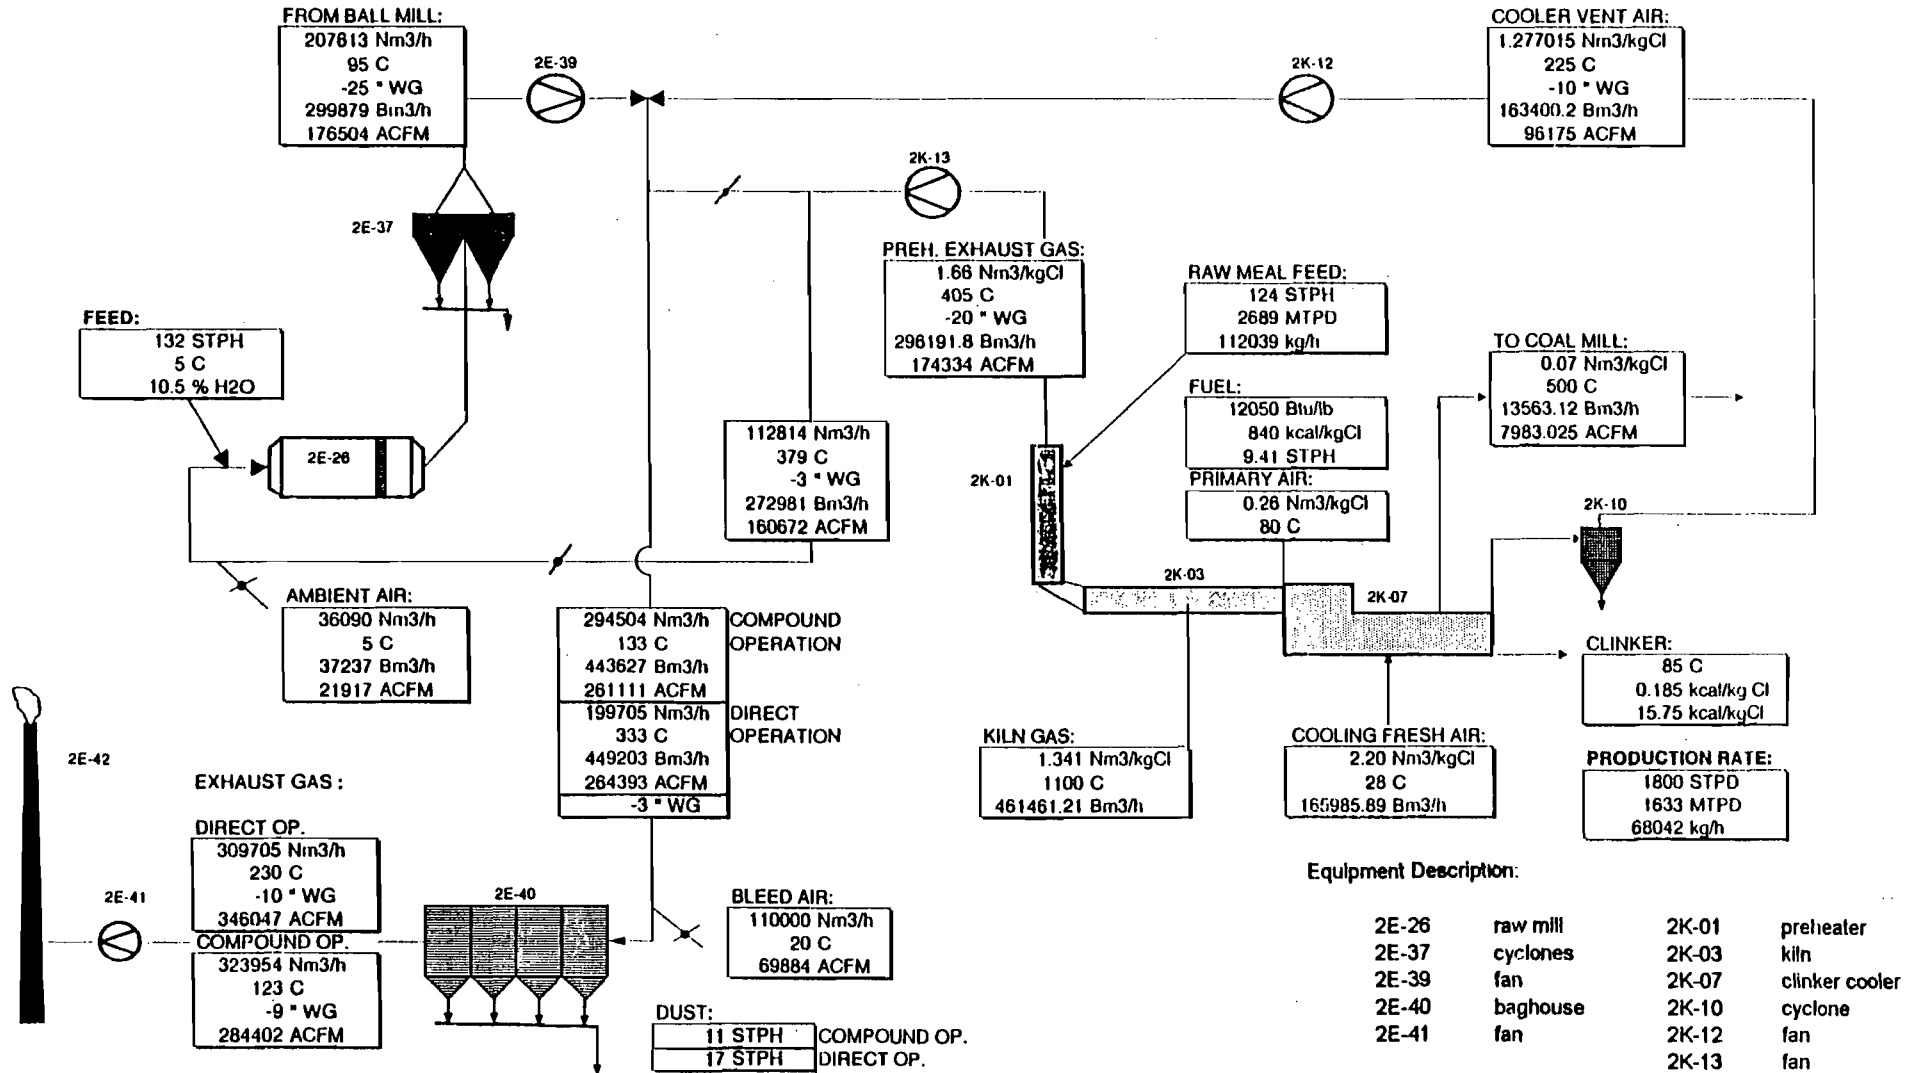 FROM BALL MILL:
207613 Nm3/h
95 C
-25 " WG
299879 Bm3/h
176504 ACFM
2E-39
2K-12
COOLER VENT AIR:
1.277015 Nm3/kgCl
225 C
-10 " WG
163400.2 Bm3/h
96175 ACFM
2E-37
2K-13
PREH. EXHAUST GAS:
1.66 Nm3/kgCl
405 C
-20 " WG
296191.8 Bm3/h
174334 ACFM
RAW MEAL FEED:
124 STPH
2689 MTPD
112039 kg/h
FEED:
132 STPH
5 C
10.5 % H2O
TO COAL MILL:
0.07 Nm3/kgCl
500 C
13563.12 Bm3/h
7983.025 ACFM
FUEL:
12050 Btu/lb
840 kcal/kgCl
9.41 STPH
PRIMARY AIR:
0.26 Nm3/kgCl
80 C
2E-26
112814 Nm3/h
379 C
-3 " WG
272981 Bm3/h
160672 ACFM
2K-01
2K-10
2K-03
2K-07
AMBIENT AIR:
36090 Nm3/h
5 C
37237 Bm3/h
21917 ACFM
294504 Nm3/h COMPOUND
133 C OPERATION
443627 Bm3/h
261111 ACFM
199705 Nm3/h DIRECT
333 C OPERATION
449203 Bm3/h
264393 ACFM
-3 " WG
CLINKER:
85 C
0.185 kcal/kg Cl
15.75 kcal/kgCl
KILN GAS:
1.341 Nm3/kgCl
1100 C
461461.21 Bm3/h
COOLING FRESH AIR:
2.20 Nm3/kgCl
28 C
165985.89 Bm3/h
PRODUCTION RATE:
1800 STPD
1633 MTPD
68042 kg/h
2E-42
EXHAUST GAS :
DIRECT OP.
309705 Nm3/h
230 C
-10 " WG
346047 ACFM
COMPOUND OP.
323954 Nm3/h
123 C
-9 " WG
284402 ACFM
2E-41
2E-40
BLEED AIR:
110000 Nm3/h
20 C
69884 ACFM
DUST:
11 STPH COMPOUND OP.
17 STPH DIRECT OP.
Equipment Description:
2E-26 raw mill 2K-01 preheater
2E-37 cyclones 2K-03 kiln
2E-39 fan 2K-07 clinker cooler
2E-40 baghouse 2K-10 cyclone
2E-41 fan 2K-12 fan
2K-13 fan